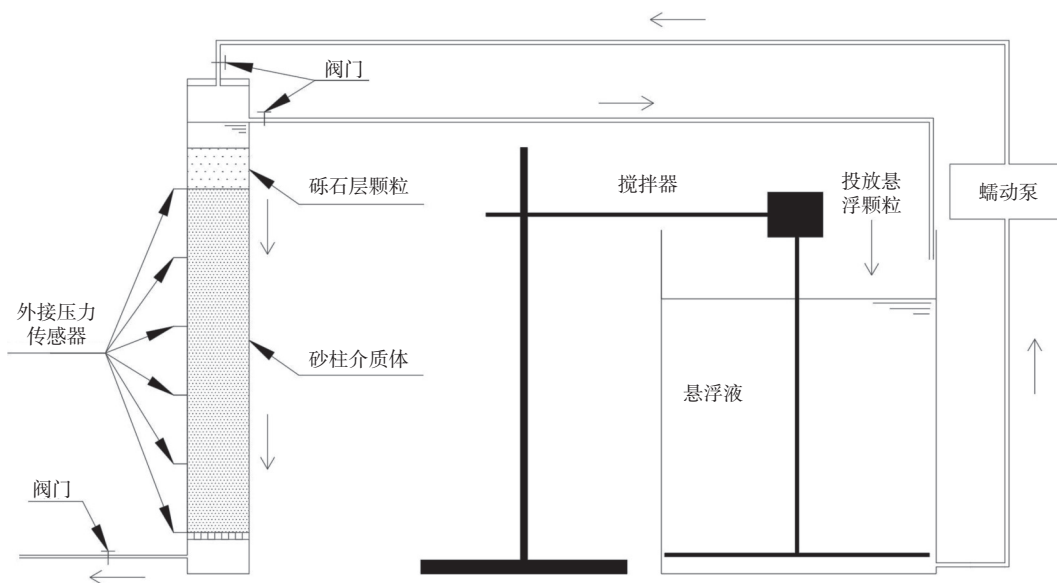 阀门
砾石层颗粒
搅拌器
投放悬
浮颗粒
蠕动泵
外接压力
传感器
砂柱介质体
悬浮液
阀门